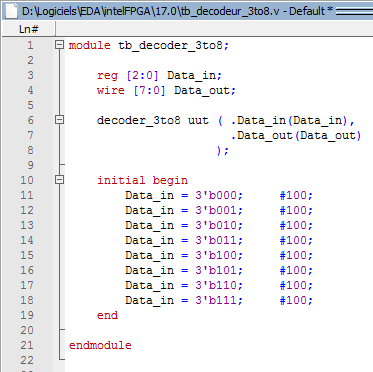 D:\Logiciels\EDA\intelFPGA\17.0\tb_decodeur_3to8.v - Default *
Ln#
1 module tb_decoder_3to8;
2
3 reg [2:0] Data_in;
4 wire [7:0] Data_out;
5
6 decoder_3to8 uut ( .Data_in(Data_in),
7 .Data_out(Data_out)
8 );
9
10 initial begin
11 Data_in = 3'b000; #100;
12 Data_in = 3'b001; #100;
13 Data_in = 3'b010; #100;
14 Data_in = 3'b011; #100;
15 Data_in = 3'b100; #100;
16 Data_in = 3'b101; #100;
17 Data_in = 3'b110; #100;
18 Data_in = 3'b111; #100;
19 end
20
21 endmodule
22